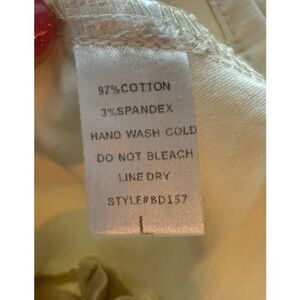 97%COTTON
3%SPANDEX
HAND WASH COLD
DO NOT BLEACH
LINE DRY
STYLE#BD157
L